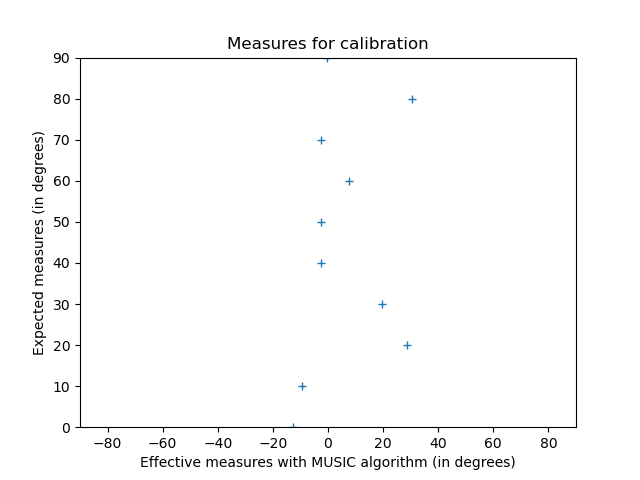 Measures for calibration
90
80
70
60
50
40
30
20
10
0
Expected measures (in degrees)
−80 −60 −40 −20 0 20 40 60 80
Effective measures with MUSIC algorithm (in degrees)